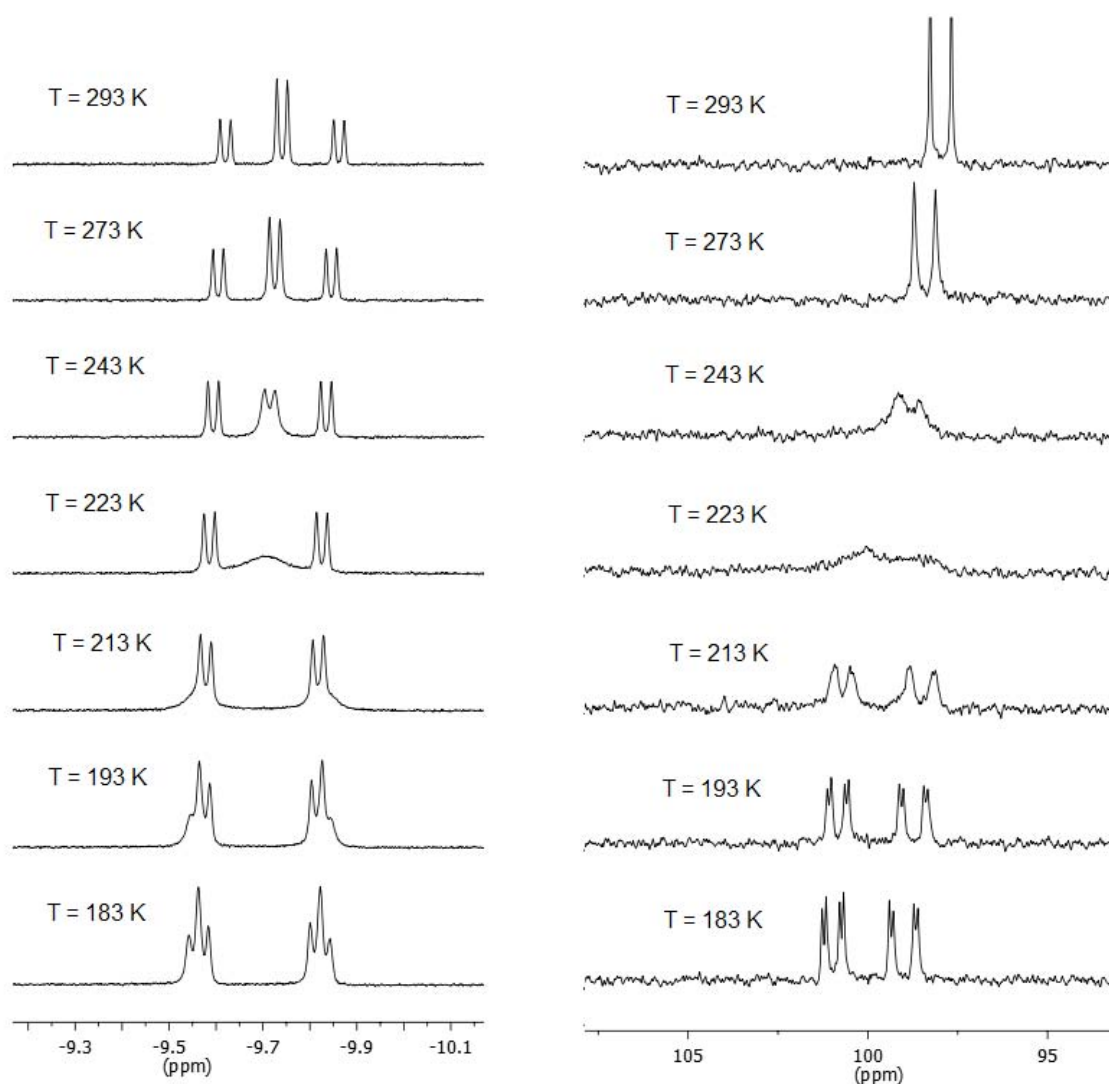 T = 293 K
T = 273 K
T = 243 K
T = 223 K
T = 213 K
T = 193 K
T = 183 K
-9.3 -9.5 -9.7 -9.9 -10.1
(ppm)
T = 293 K
T = 273 K
T = 243 K
T = 223 K
T = 213 K
T = 193 K
T = 183 K
105 100 95
(ppm)